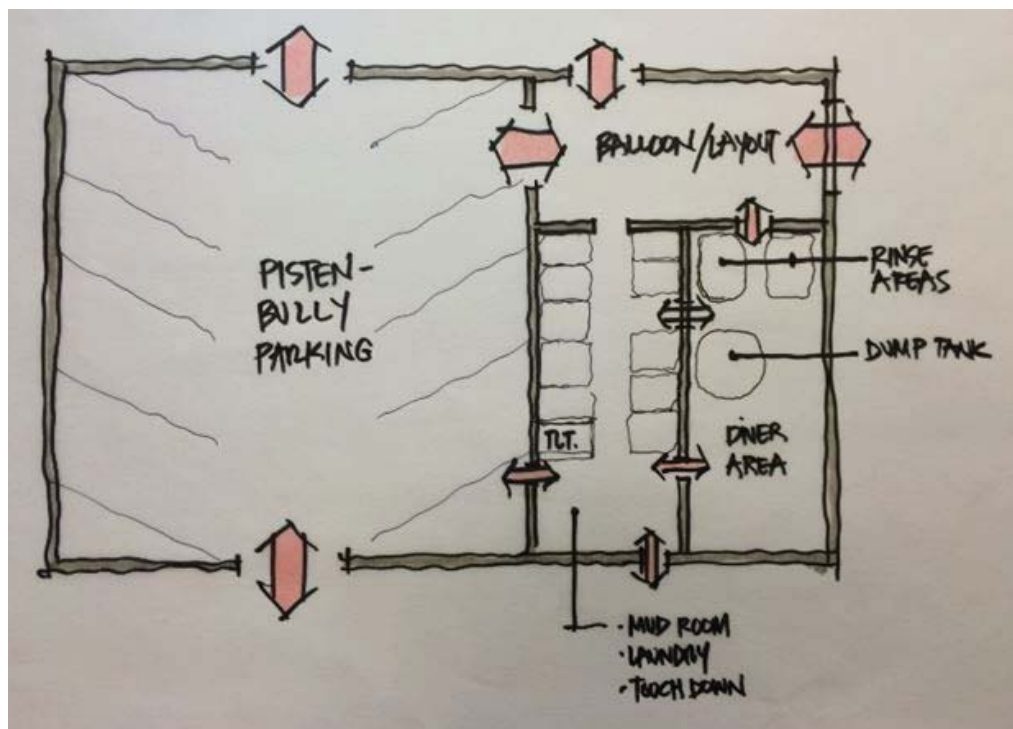 BALLOON/LAYOUT
PISTEN-
BULLY
PARKING
RINSE
AREAS
DUMP TANK
TLT.
DINER
AREA
· MUD ROOM
· LAUNDRY
· TOUCH DOWN